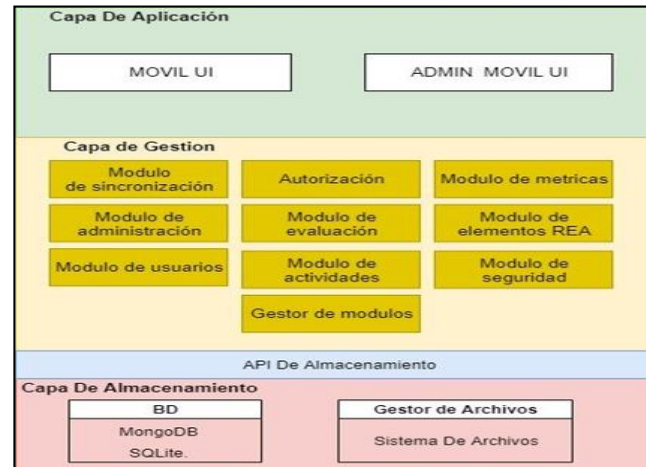 Capa De Aplicación
MOVIL UI
ADMIN MOVIL UI
Capa de Gestion
Modulo
de sincronización
Autorización
Modulo de metricas
Modulo de
administración
Modulo de
evaluación
Modulo de
elementos REA
Modulo de usuarios
Modulo de
actividades
Modulo de
seguridad
Gestor de modulos
API De Almacenamiento
Capa De Almacenamiento
BD
MongoDB
SQLite.
Gestor de Archivos
Sistema De Archivos